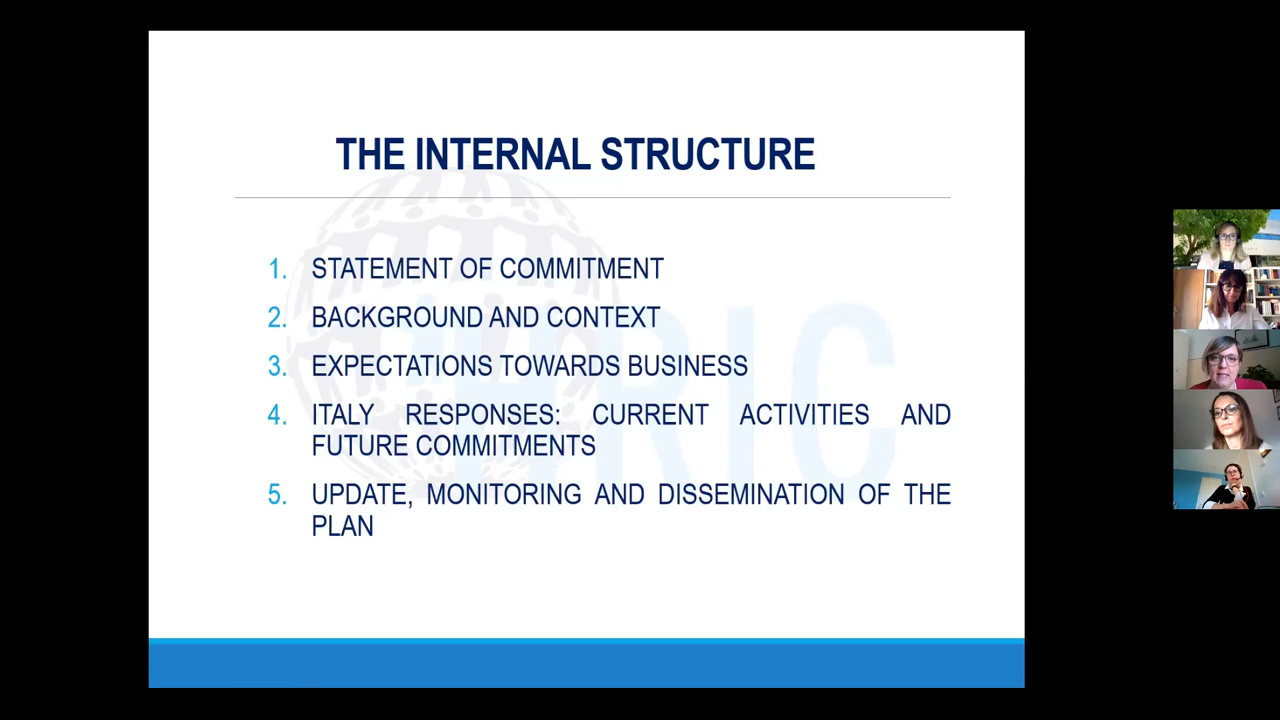 THE INTERNAL STRUCTURE
1. STATEMENT OF COMMITMENT
2. BACKGROUND AND CONTEXT
3. EXPECTATIONS TOWARDS BUSINESS
4. ITALY RESPONSES: CURRENT ACTIVITIES AND
FUTURE COMMITMENTS
5. UPDATE, MONITORING AND DISSEMINATION OF THE
PLAN